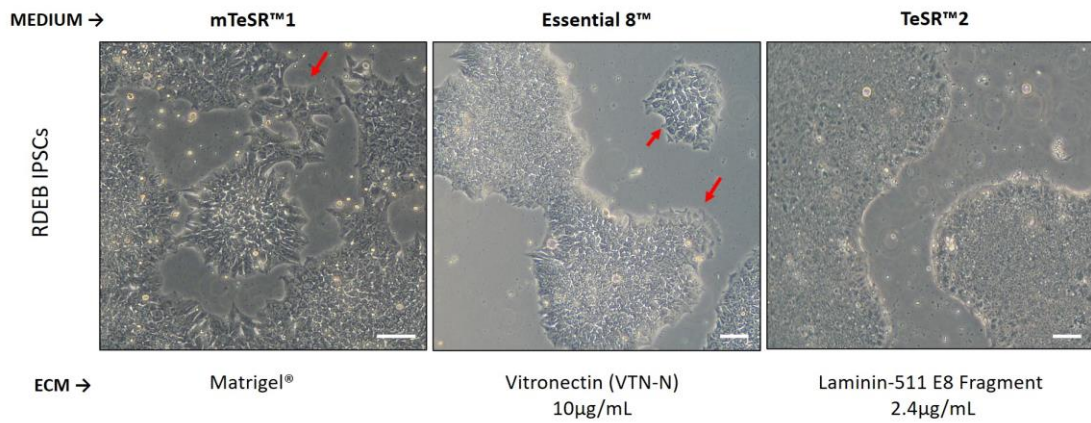 MEDIUM → mTeSR™1 Essential 8™ TeSR™2
RDEEB IPSCs
ECM → Matrigel® Vitronectin (VTN-N) Laminin-511 E8 Fragment
10µg/mL 2.4µg/mL